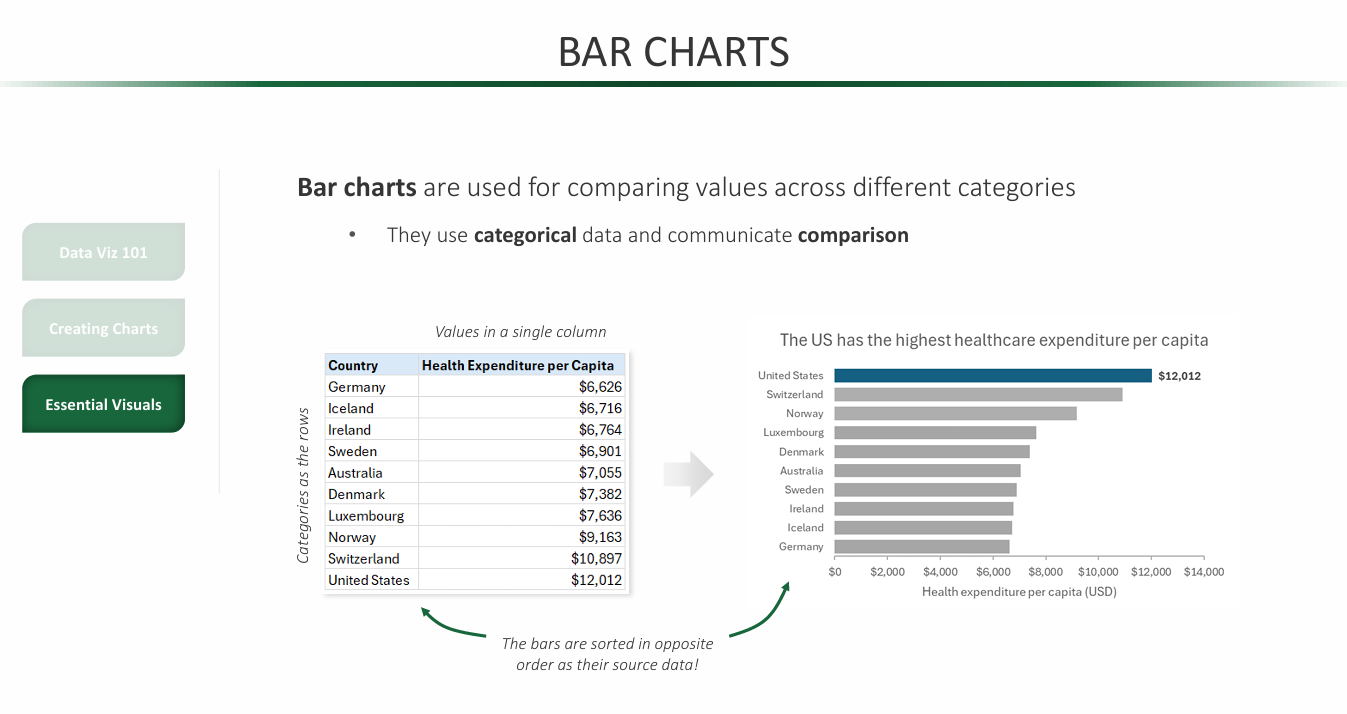 BAR CHARTS
Data Viz 101
Creating Charts
Essential Visuals
Bar charts are used for comparing values across different categories
• They use categorical data and communicate comparison
Values in a single column
Categories as the rows
Country Health Expenditure per Capita
Germany $6,626
Iceland $6,716
Ireland $6,764
Sweden $6,901
Australia $7,055
Denmark $7,382
Luxembourg $7,636
Norway $9,163
Switzerland $10,897
United States $12,012
The US has the highest healthcare expenditure per capita
United States $12,012
Switzerland
Norway
Luxembourg
Denmark
Australia
Sweden
Ireland
Iceland
Germany
$0 $2,000 $4,000 $6,000 $8,000 $10,000 $12,000 $14,000
Health expenditure per capita (USD)
The bars are sorted in opposite
order as their source data!